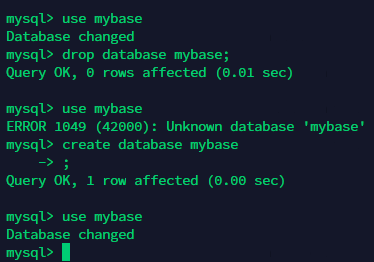 mysql> use mybase
Database changed
mysql> drop database mybase;
Query OK, 0 rows affected (0.01 sec)
mysql> use mybase
ERROR 1049 (42000): Unknown database 'mybase'
mysql> create database mybase
    -> ;
Query OK, 1 row affected (0.00 sec)
mysql> use mybase
Database changed
mysql>